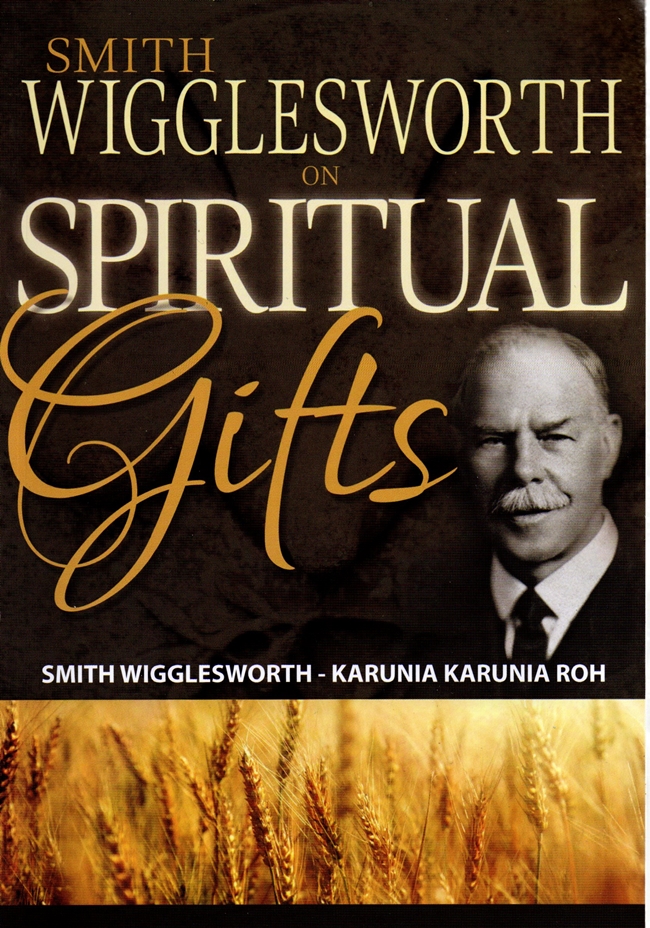 SMITH
WIGGLESWORTH
ON
SPIRITUAL
Gifts
SMITH WIGGLESWORTH - KARUNIA KARUNIA ROH